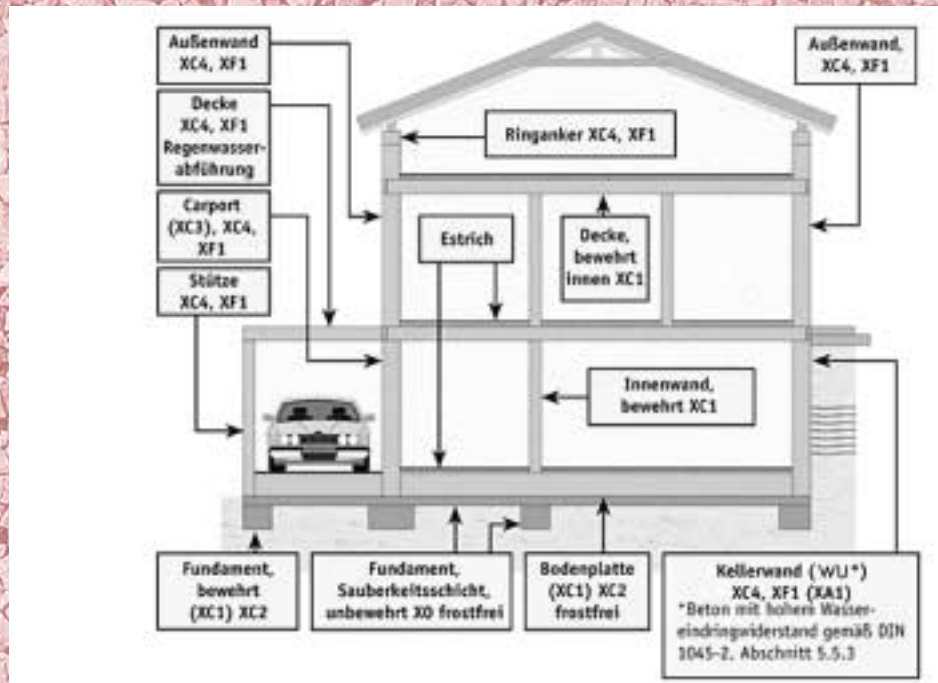 Außenwand
XC4, XF1
Außenwand,
XC4, XF1
Decke
XC4, XF1
Regenwasser-
abführung
Ringanker XC4, XF1
Carport
(XC3), XC4,
XF1
Estrich
Decke,
bewehrt
innen XC1
Stütze
XC4, XF1
Innenwand,
bewehrt XC1
Fundament,
bewehrt
(XC1) XC2
Fundament,
Sauberkeitsschicht,
unbewehrt X0 frostfrei
Bodenplatte
(XC1) XC2
frostfrei
Kellerwand (WU*)
XC4, XF1 (XA1)
*Beton mit hohem Wasser-
eindringwiderstand gemäß DIN
1045-2, Abschnitt 5.5.3